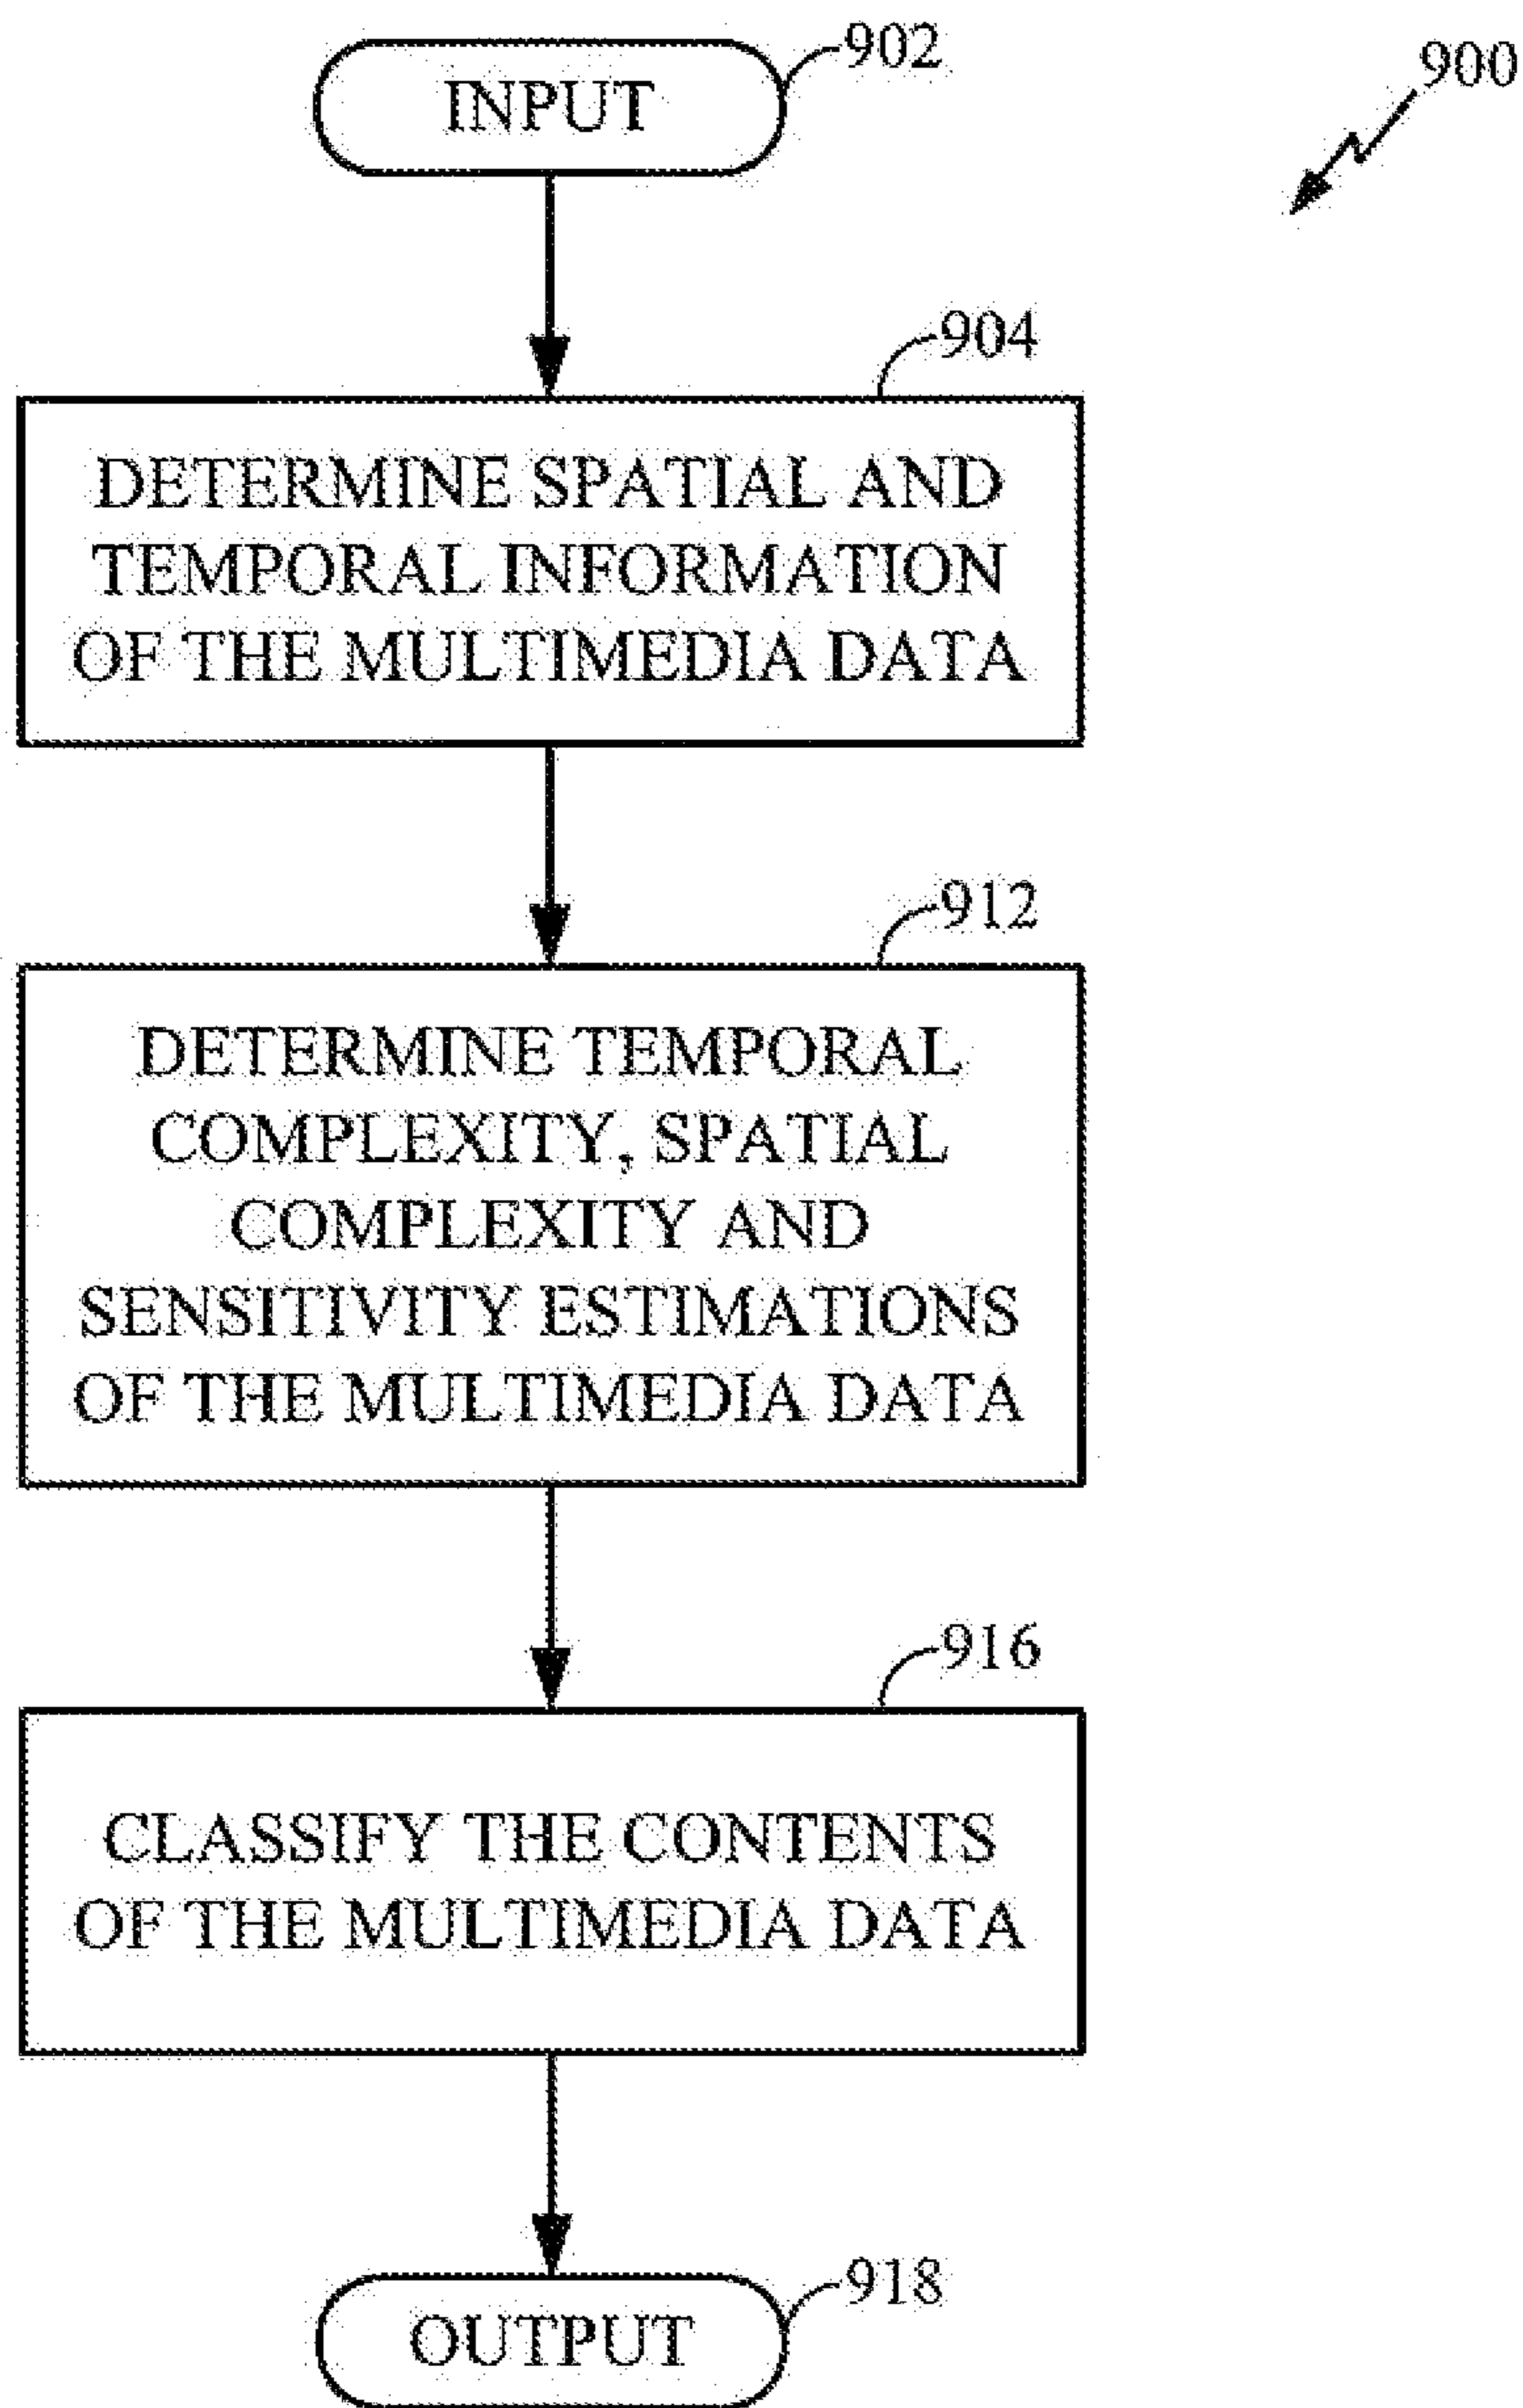 902
INPUT
900
904
DETERMINE SPATIAL AND
TEMPORAL INFORMATION
OF THE MULTIMEDIA DATA
912
DETERMINE TEMPORAL
COMPLEXITY, SPATIAL
COMPLEXITY AND
SENSITIVITY ESTIMATIONS
OF THE MULTIMEDIA DATA
916
CLASSIFY THE CONTENTS
OF THE MULTIMEDIA DATA
918
OUTPUT